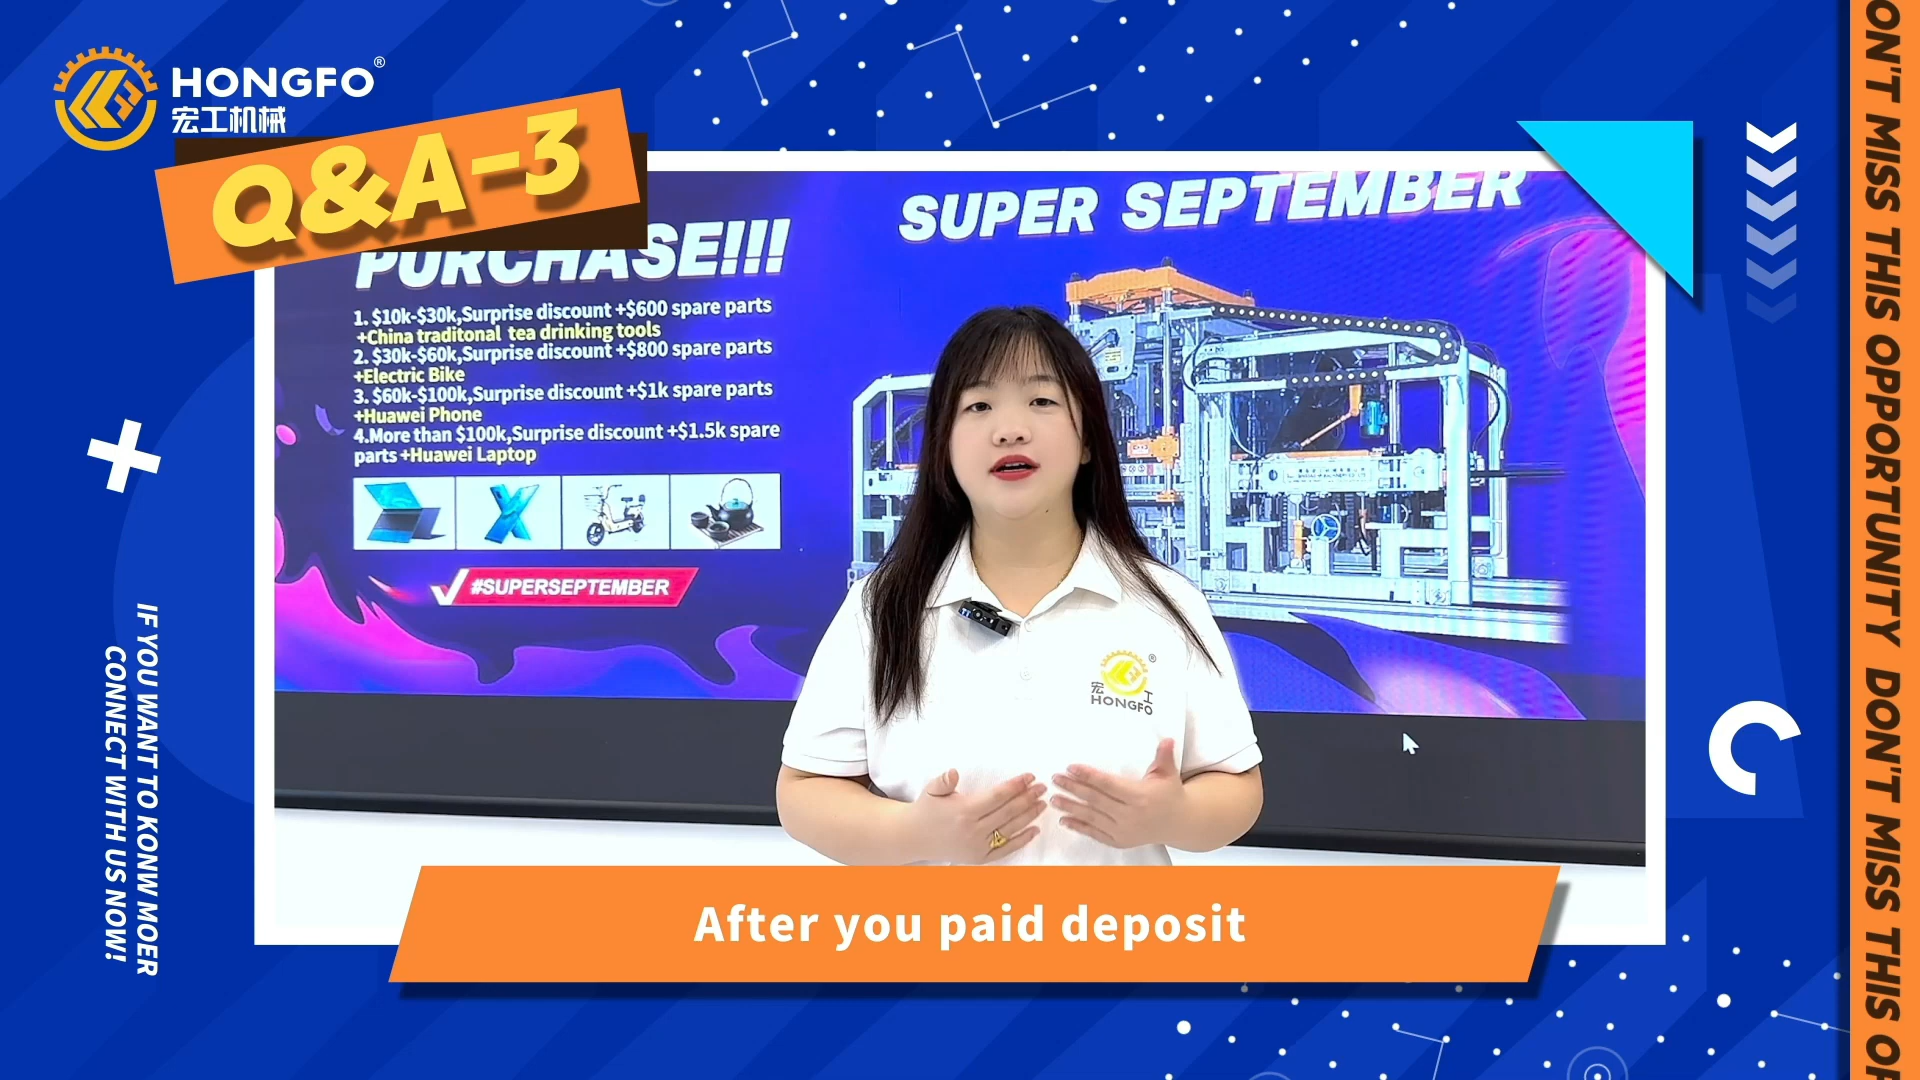 HONGFO®
宏工机械
Q&A-3
PURCHASE!!!
1. $10k-$30k,Surprise discount +$600 spare parts
+China traditonal tea drinking tools
2. $30k-$60k,Surprise discount +$800 spare parts
+Electric Bike
3. $60k-$100k,Surprise discount +$1k spare parts
+Huawei Phone
4.More than $100k,Surprise discount +$1.5k spare
parts +Huawei Laptop
#SUPERSEPTEMBER
SUPER SEPTEMBER
宏工
HONGFO
®
After you paid deposit
IF YOU WANT TO KONW MOER
CONNECT WITH US NOW!
ON'T MISS THIS OPPORTUNITY DON'T MISS THIS OP